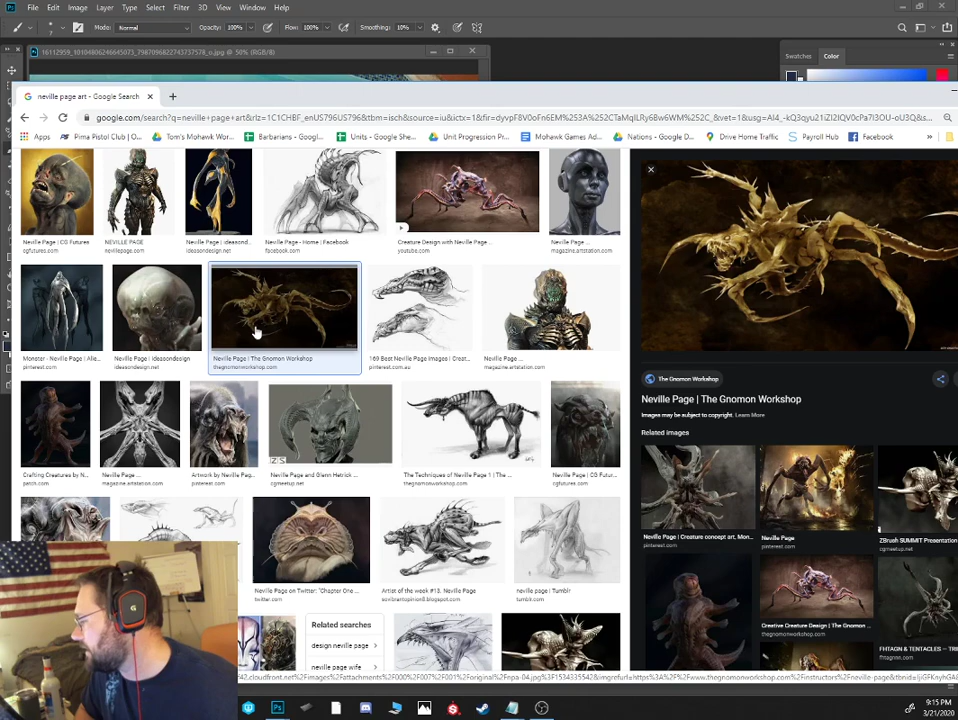 File Edit Image Layer Type Select Filter 3D View Window Help
Mode: Normal Opacity: 100% Flow: 100% Smoothing: 10%
16112959_10104806246645073_7987096822743737578_o.jpg @ 50% (RGB/8)
Swatches Color
neville page art - Google Search
Apps Pima Pistol Club | O... Tom's Mohawk Wor... Barbarians - Googl... Units - Google She... Unit Progression Pr... Mohawk Games Ad... Nations - Google D... Drive Home Traffic Payroll Hub Facebook
Neville Page | CG Futures
cgfutures.com
NEVILLE PAGE
nevillepage.com
Neville Page | Ideasond...
ideasondesign.net
Neville Page - Home | Facebook
facebook.com
Creature Design with Neville Page ...
youtube.com
Neville Page ...
magazine.artstation.com
Monster - Neville Page | Alie...
pinterest.com
Neville Page | Ideasondesign
ideasondesign.net
Neville Page | The Gnomon Workshop
thegnomonworkshop.com
169 Best Neville Page Images | Creat...
pinterest.com.au
Neville Page ...
magazine.artstation.com
Crafting Creatures by N...
patch.com
Neville Page ...
magazine.artstation.com
Artwork by Neville Pag...
pinterest.com
Neville Page and Glenn Hetrick ...
cgmeetup.net
The Techniques of Neville Page 1 | The ...
thegnomonworkshop.com
Neville Page | CG Futur...
cgfutures.com
Neville Page on Twitter: "Chapter One ...
twitter.com
Artist of the week #13. Neville Page
neville page | Tumblr
tumblr.com
Related searches
design neville page
neville page wife
The Gnomon Workshop
Neville Page | The Gnomon Workshop
Images may be subject to copyright. Learn More
Related images
Neville Page | Creature concept art, Mon...
pinterest.com
Neville Page
pinterest.com
ZBrush SUMMIT Presentation
cgmeetup.net
Creative Creature Design | The Gnomon ...
thegnomonworkshop.com
FHTAGN & TENTACLES — TRI
fhtagnn.com
9:15 PM
3/21/2020